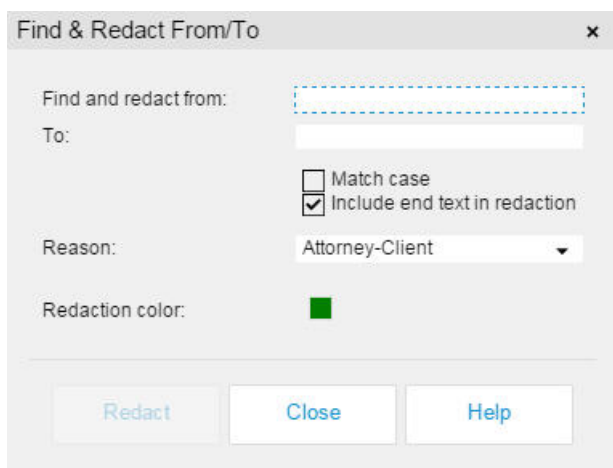 Find & Redact From/To ×
Find and redact from:
To:
Match case
Include end text in redaction
Reason: Attorney-Client
Redaction color:
Redact Close Help